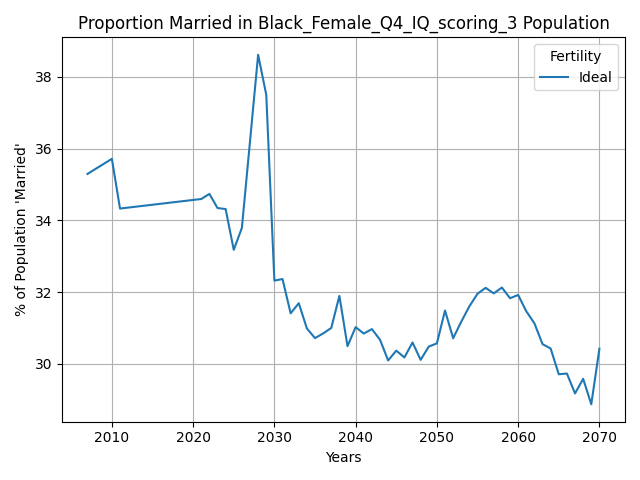 Proportion Married in Black_Female_Q4_IQ_scoring_3 Population
Fertility
Ideal
% of Population 'Married'
38
36
34
32
30
2010
2020
2030
2040
2050
2060
2070
Years